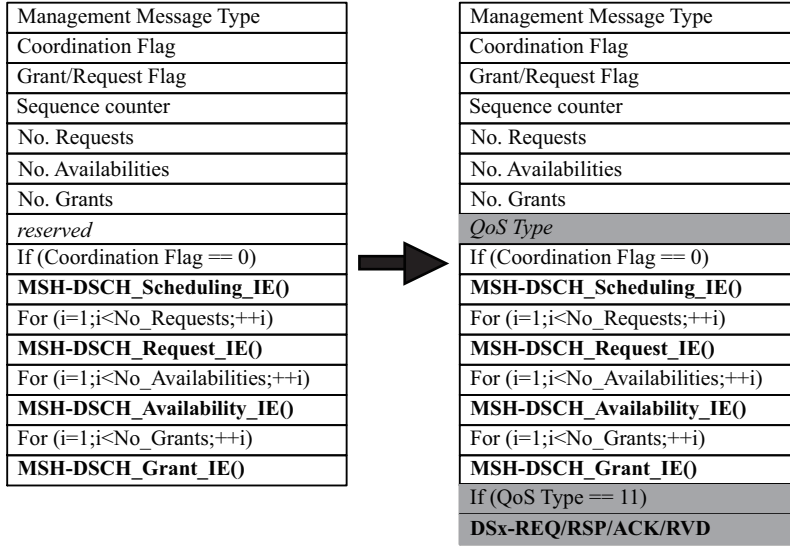 Management Message Type
Coordination Flag
Grant/Request Flag
Sequence counter
No. Requests
No. Availabilities
No. Grants
reserved
If (Coordination Flag == 0)
MSH-DSCH_Scheduling_IE()
For (i=1;i<No_Requests;++i)
MSH-DSCH_Request_IE()
For (i=1;i<No_Availabilities;++i)
MSH-DSCH_Availability_IE()
For (i=1;i<No_Grants;++i)
MSH-DSCH_Grant_IE()
Management Message Type
Coordination Flag
Grant/Request Flag
Sequence counter
No. Requests
No. Availabilities
No. Grants
QoS Type
If (Coordination Flag == 0)
MSH-DSCH_Scheduling_IE()
For (i=1;i<No_Requests;++i)
MSH-DSCH_Request_IE()
For (i=1;i<No_Availabilities;++i)
MSH-DSCH_Availability_IE()
For (i=1;i<No_Grants;++i)
MSH-DSCH_Grant_IE()
If (QoS Type == 11)
DSx-REQ/RSP/ACK/RVD